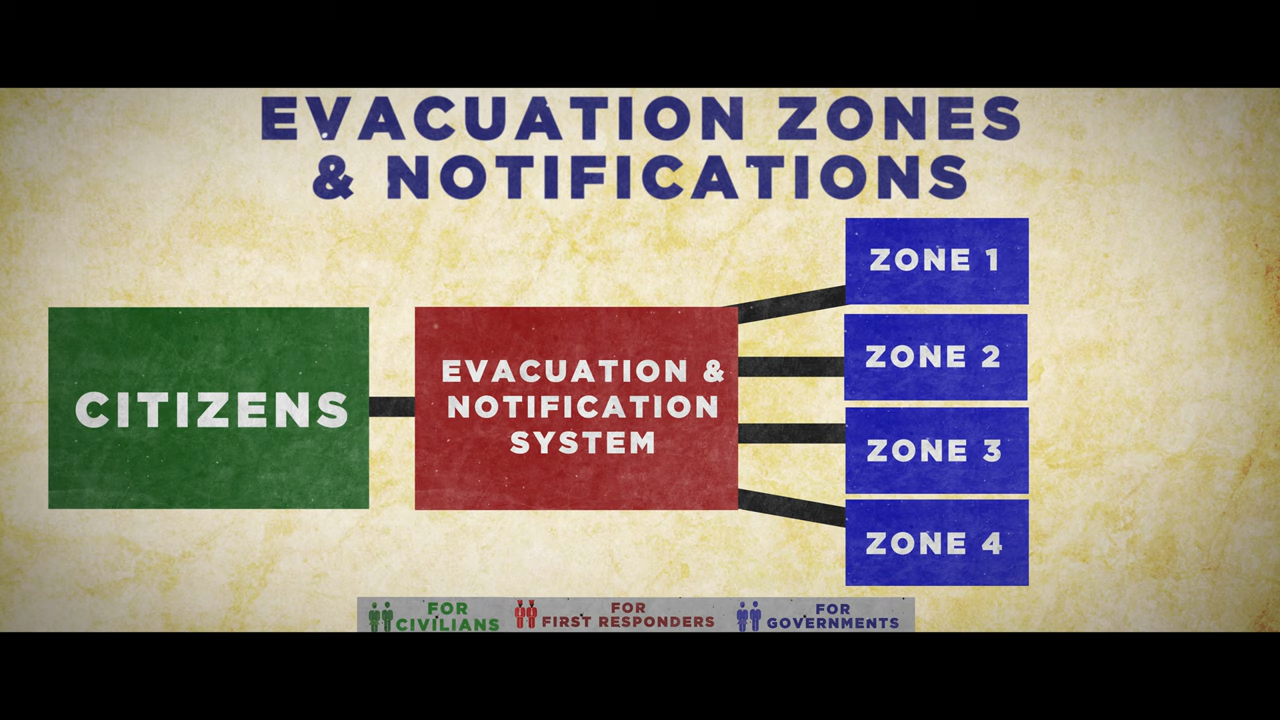 EVACUATION ZONES
& NOTIFICATIONS
CITIZENS
EVACUATION &
NOTIFICATION
SYSTEM
ZONE 1
ZONE 2
ZONE 3
ZONE 4
FOR
CIVILIANS
FOR
FIRST RESPONDERS
FOR
GOVERNMENTS